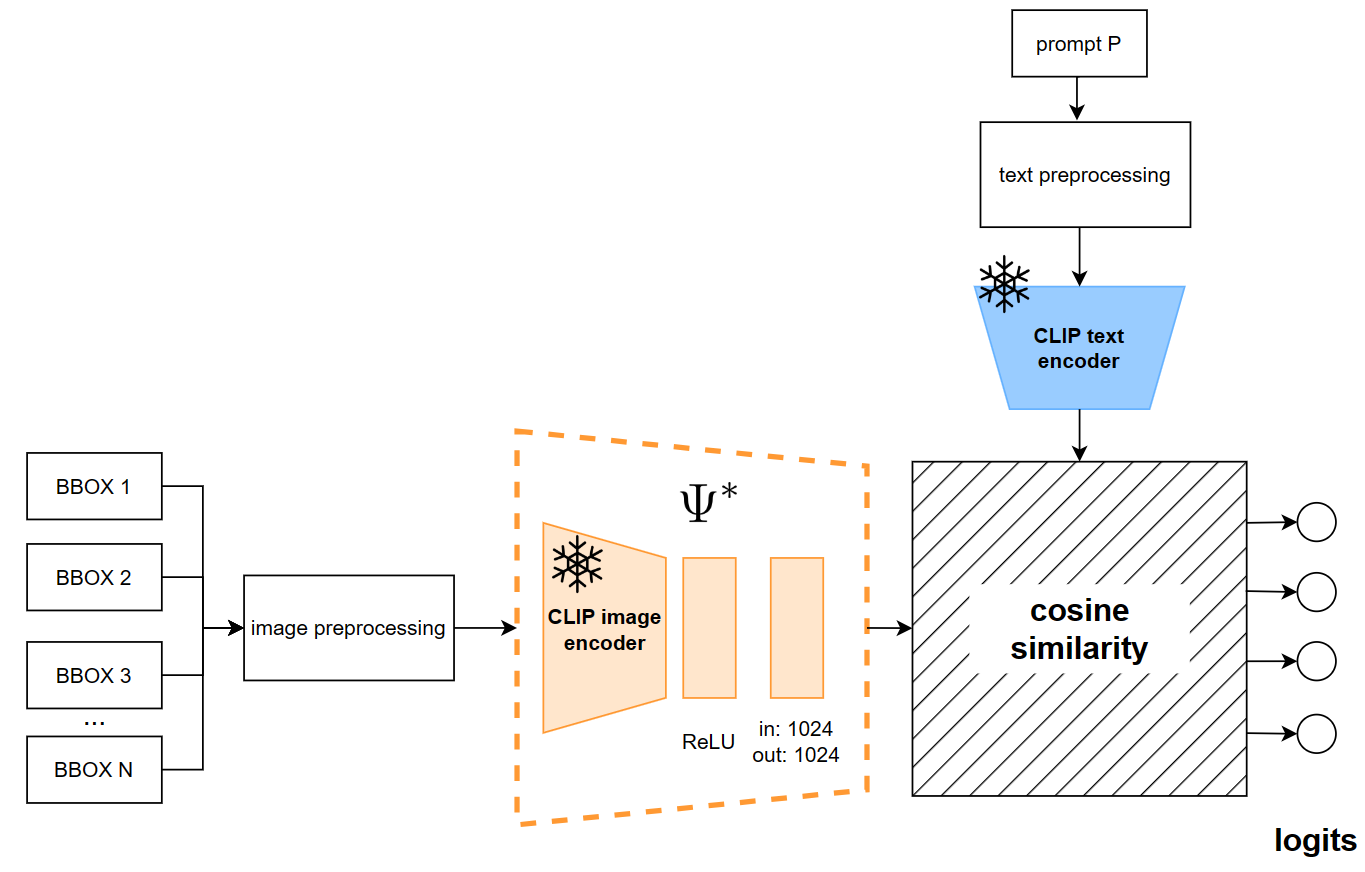 prompt P
text preprocessing
CLIP text
encoder
BBOX 1
BBOX 2
BBOX 3
...
BBOX N
image preprocessing
Ψ*
CLIP image
encoder
ReLU
in: 1024
out: 1024
cosine
similarity
logits